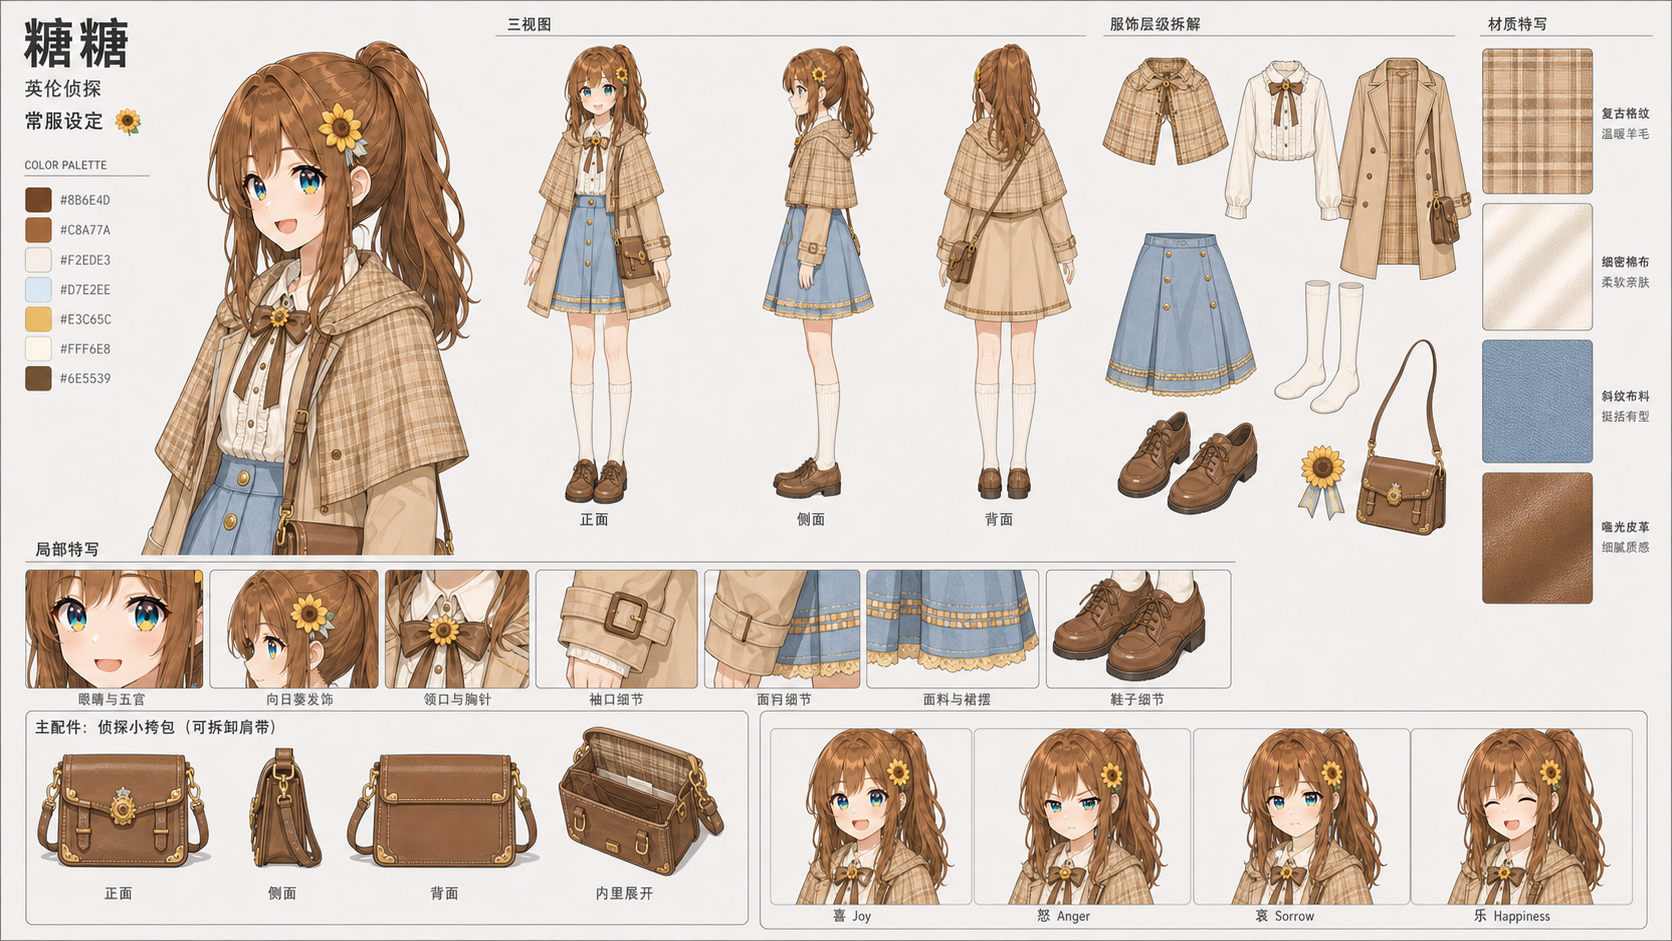 糖糖
英伦侦探
常服设定
COLOR PALETTE
#8B6E4D
#C8A77A
#F2EDE3
#D7E2EE
#E3C65C
#FFF6E8
#6E5539
三视图
正面
侧面
背面
服饰层级拆解
材质特写
复古格纹
温暖羊毛
细密棉布
柔软亲肤
斜纹布料
挺括有型
哑光皮革
细腻质感
局部特写
眼睛与五官
向日葵发饰
领口与胸针
袖口细节
细节
面料与裙摆
鞋子细节
主配件：侦探小挎包（可拆卸肩带）
正面
侧面
背面
内里展开
喜 Joy
怒 Anger
哀 Sorrow
乐 Happiness